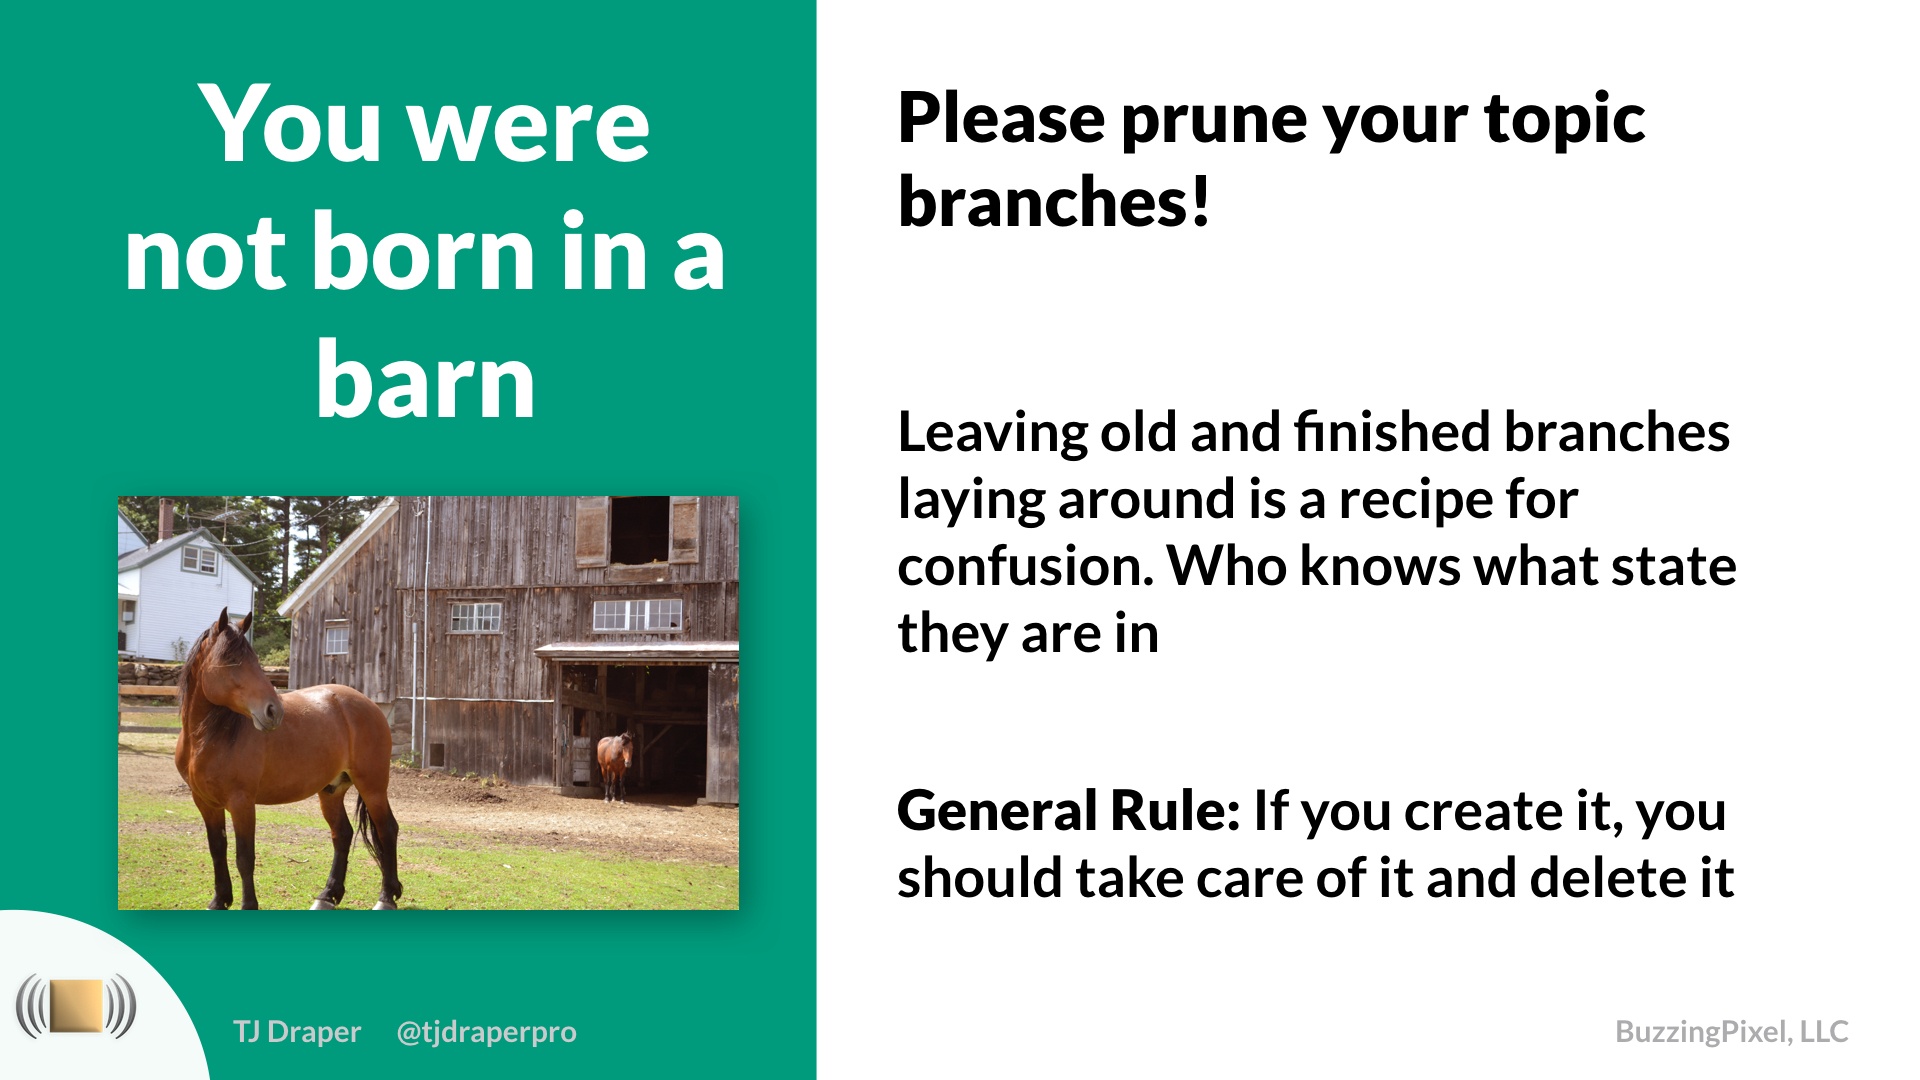 You were
not born in a
barn
Please prune your topic
branches!
Leaving old and finished branches
laying around is a recipe for
confusion. Who knows what state
they are in
General Rule: If you create it, you
should take care of it and delete it
TJ Draper @tjdraperpro
BuzzingPixel, LLC